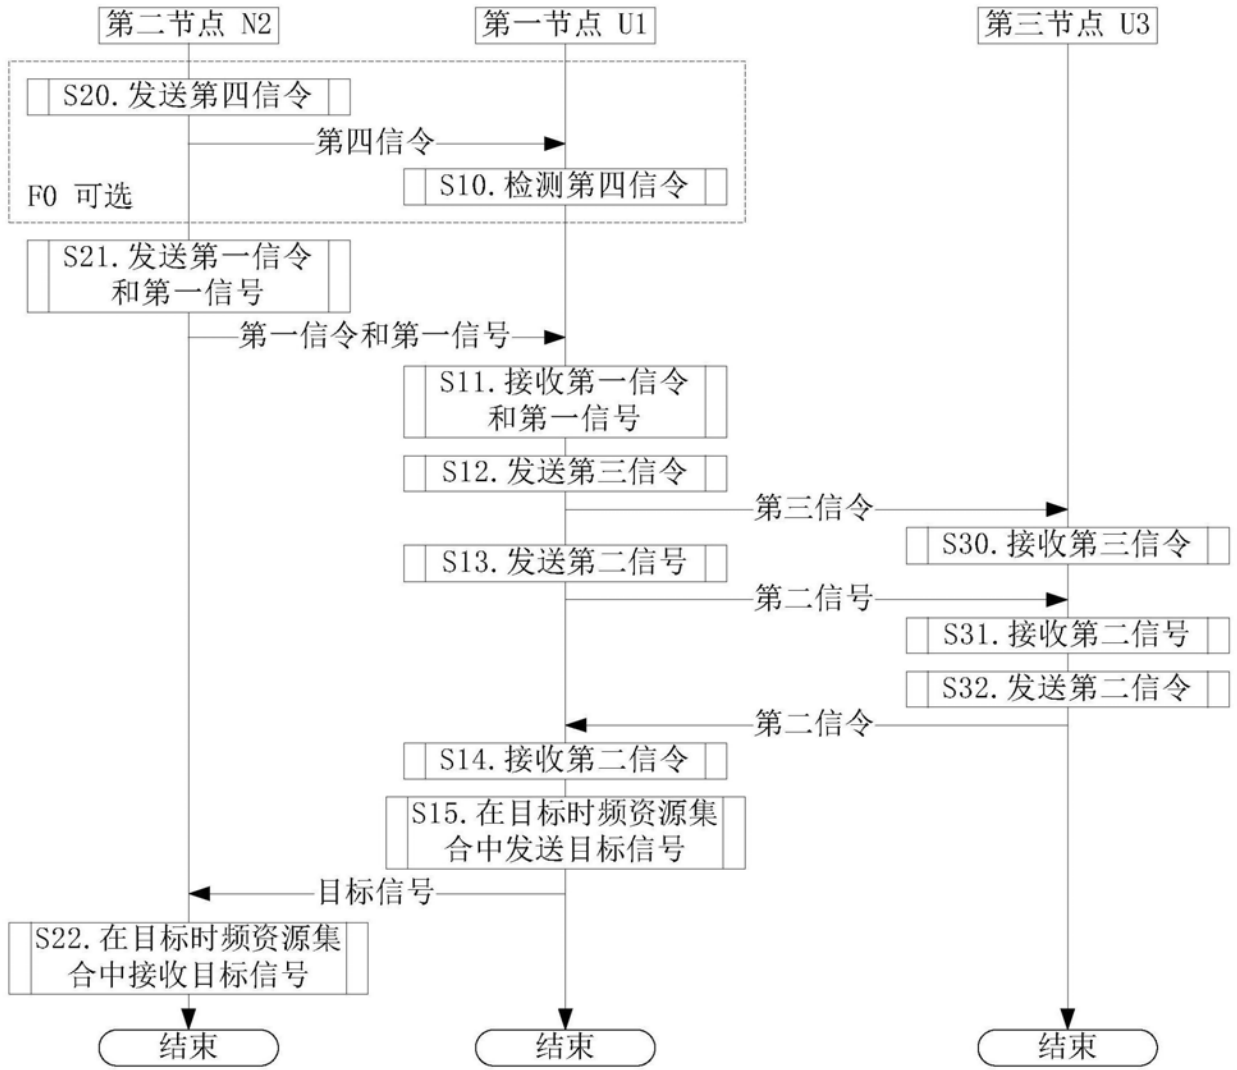 第二节点 N2
第一节点 U1
第三节点 U3
S20.发送第四信令
第四信令
S10.检测第四信令
F0 可选
S21.发送第一信令
和第一信号
第一信令和第一信号
S11.接收第一信令
和第一信号
S12.发送第三信令
第三信令
S30.接收第三信令
S13.发送第二信号
第二信号
S31.接收第二信号
S32.发送第二信令
第二信令
S14.接收第二信令
S15.在目标时频资源集
合中发送目标信号
目标信号
S22.在目标时频资源集
合中接收目标信号
结束
结束
结束